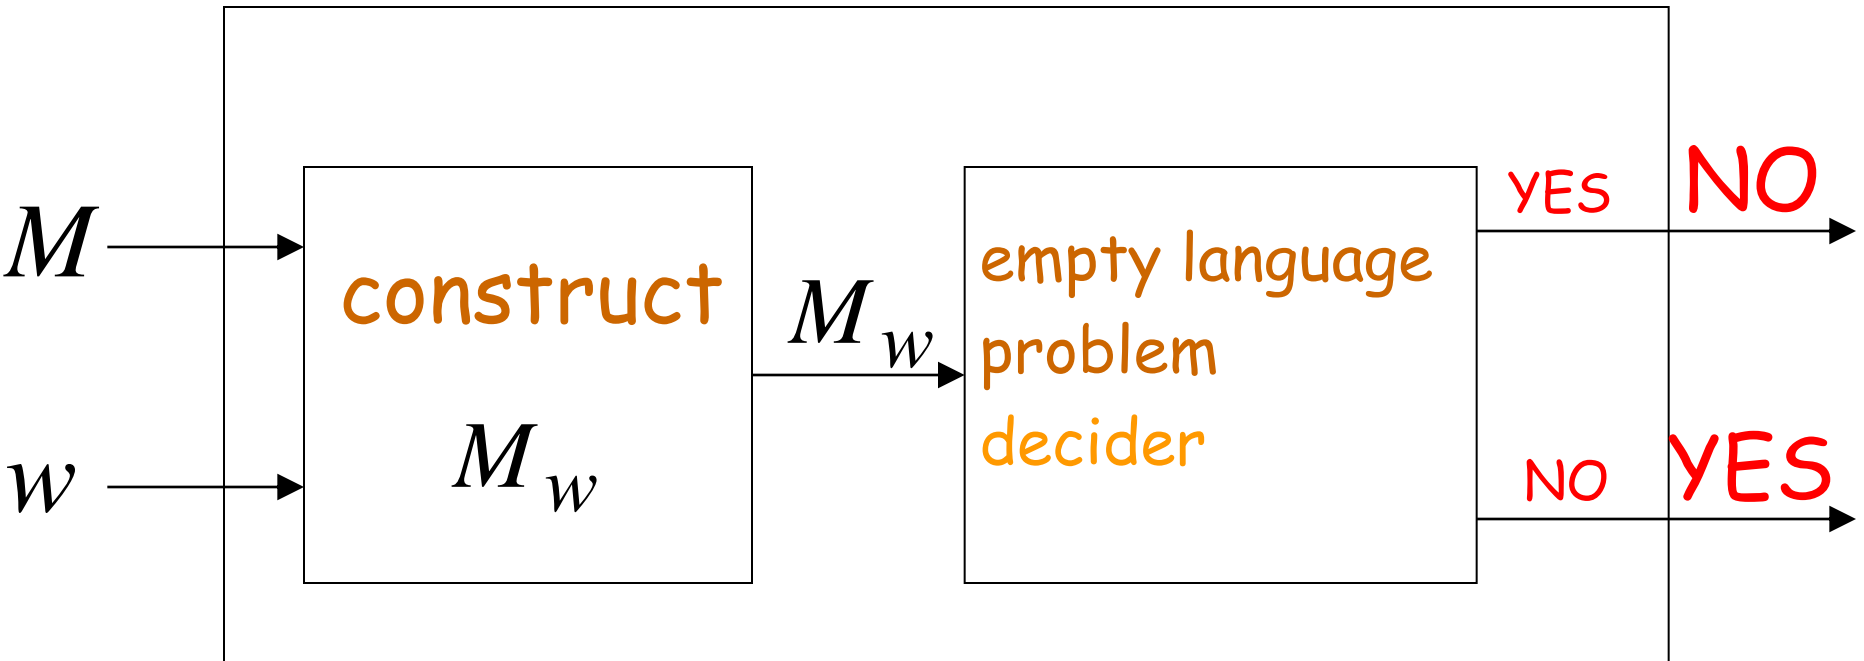 M
w
construct
M w
M w
empty language
problem
decider
YES
NO
NO
YES